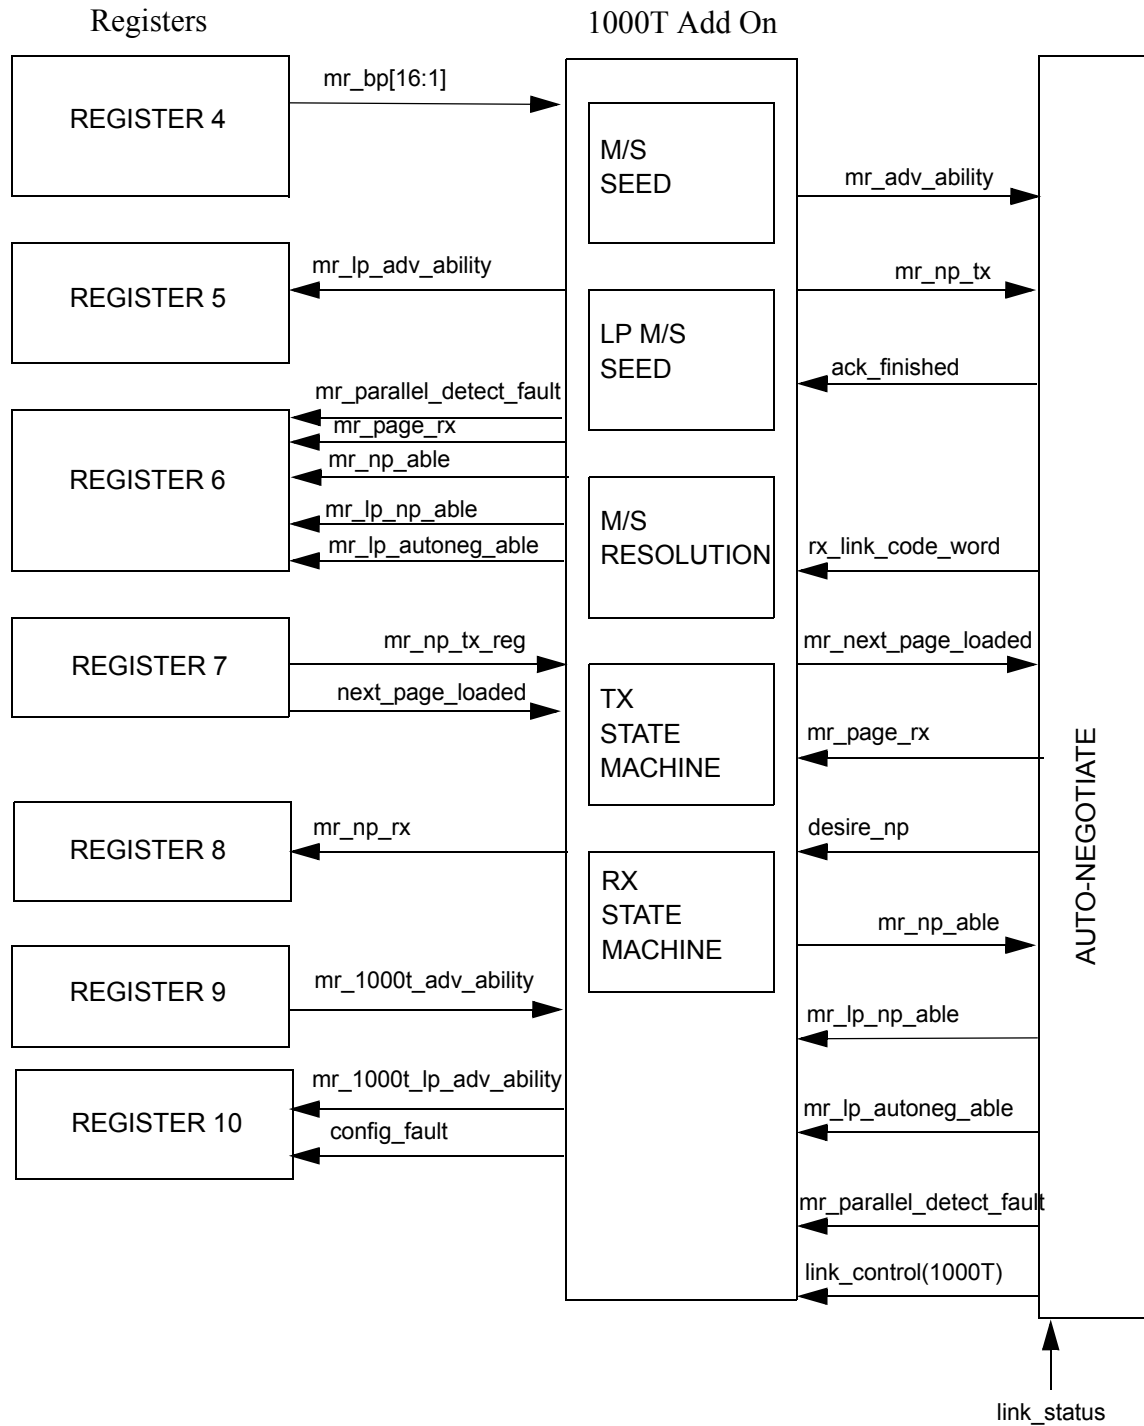 Registers
1000T Add On
REGISTER 4
mr_bp[16:1]
M/S
SEED
mr_adv_ability
REGISTER 5
mr_lp_adv_ability
mr_np_tx
LP M/S
SEED
ack_finished
REGISTER 6
mr_parallel_detect_fault
mr_page_rx
mr_np_able
mr_lp_np_able
mr_lp_autoneg_able
M/S
RESOLUTION
rx_link_code_word
REGISTER 7
mr_np_tx_reg
next_page_loaded
mr_next_page_loaded
TX
STATE
MACHINE
mr_page_rx
REGISTER 8
mr_np_rx
desire_np
RX
STATE
MACHINE
mr_np_able
REGISTER 9
mr_1000t_adv_ability
mr_lp_np_able
REGISTER 10
mr_1000t_lp_adv_ability
config_fault
mr_lp_autoneg_able
mr_parallel_detect_fault
link_control(1000T)
AUTO-NEGOTIATE
link_status